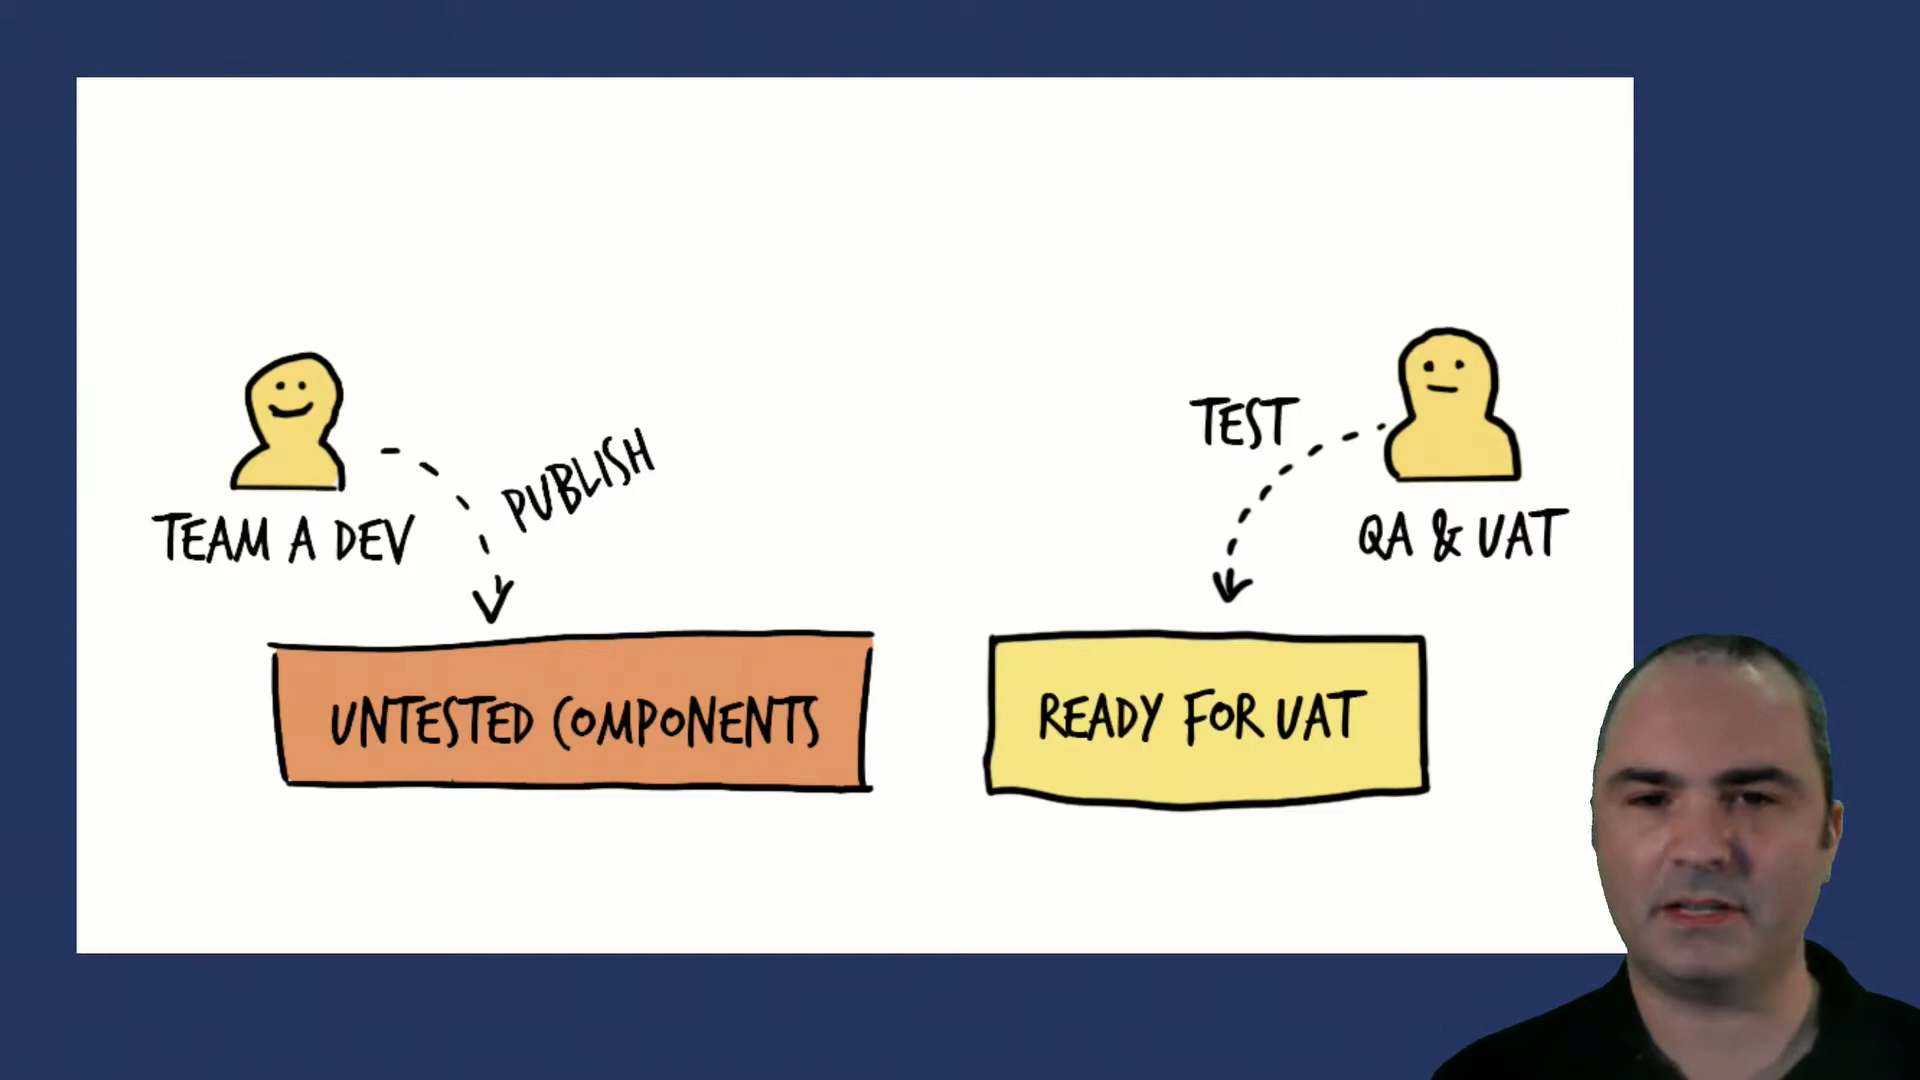 TEST
PUBLISH
TEAM A DEV
QA & UAT
UNTESTED COMPONENTS
READY FOR UAT